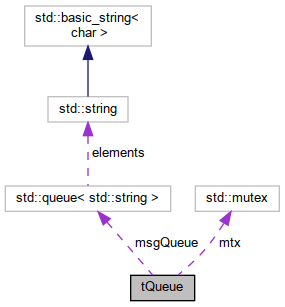 std::basic_string<
char >
std::string
elements
std::queue< std::string >
std::mutex
msgQueue
mtx
tQueue